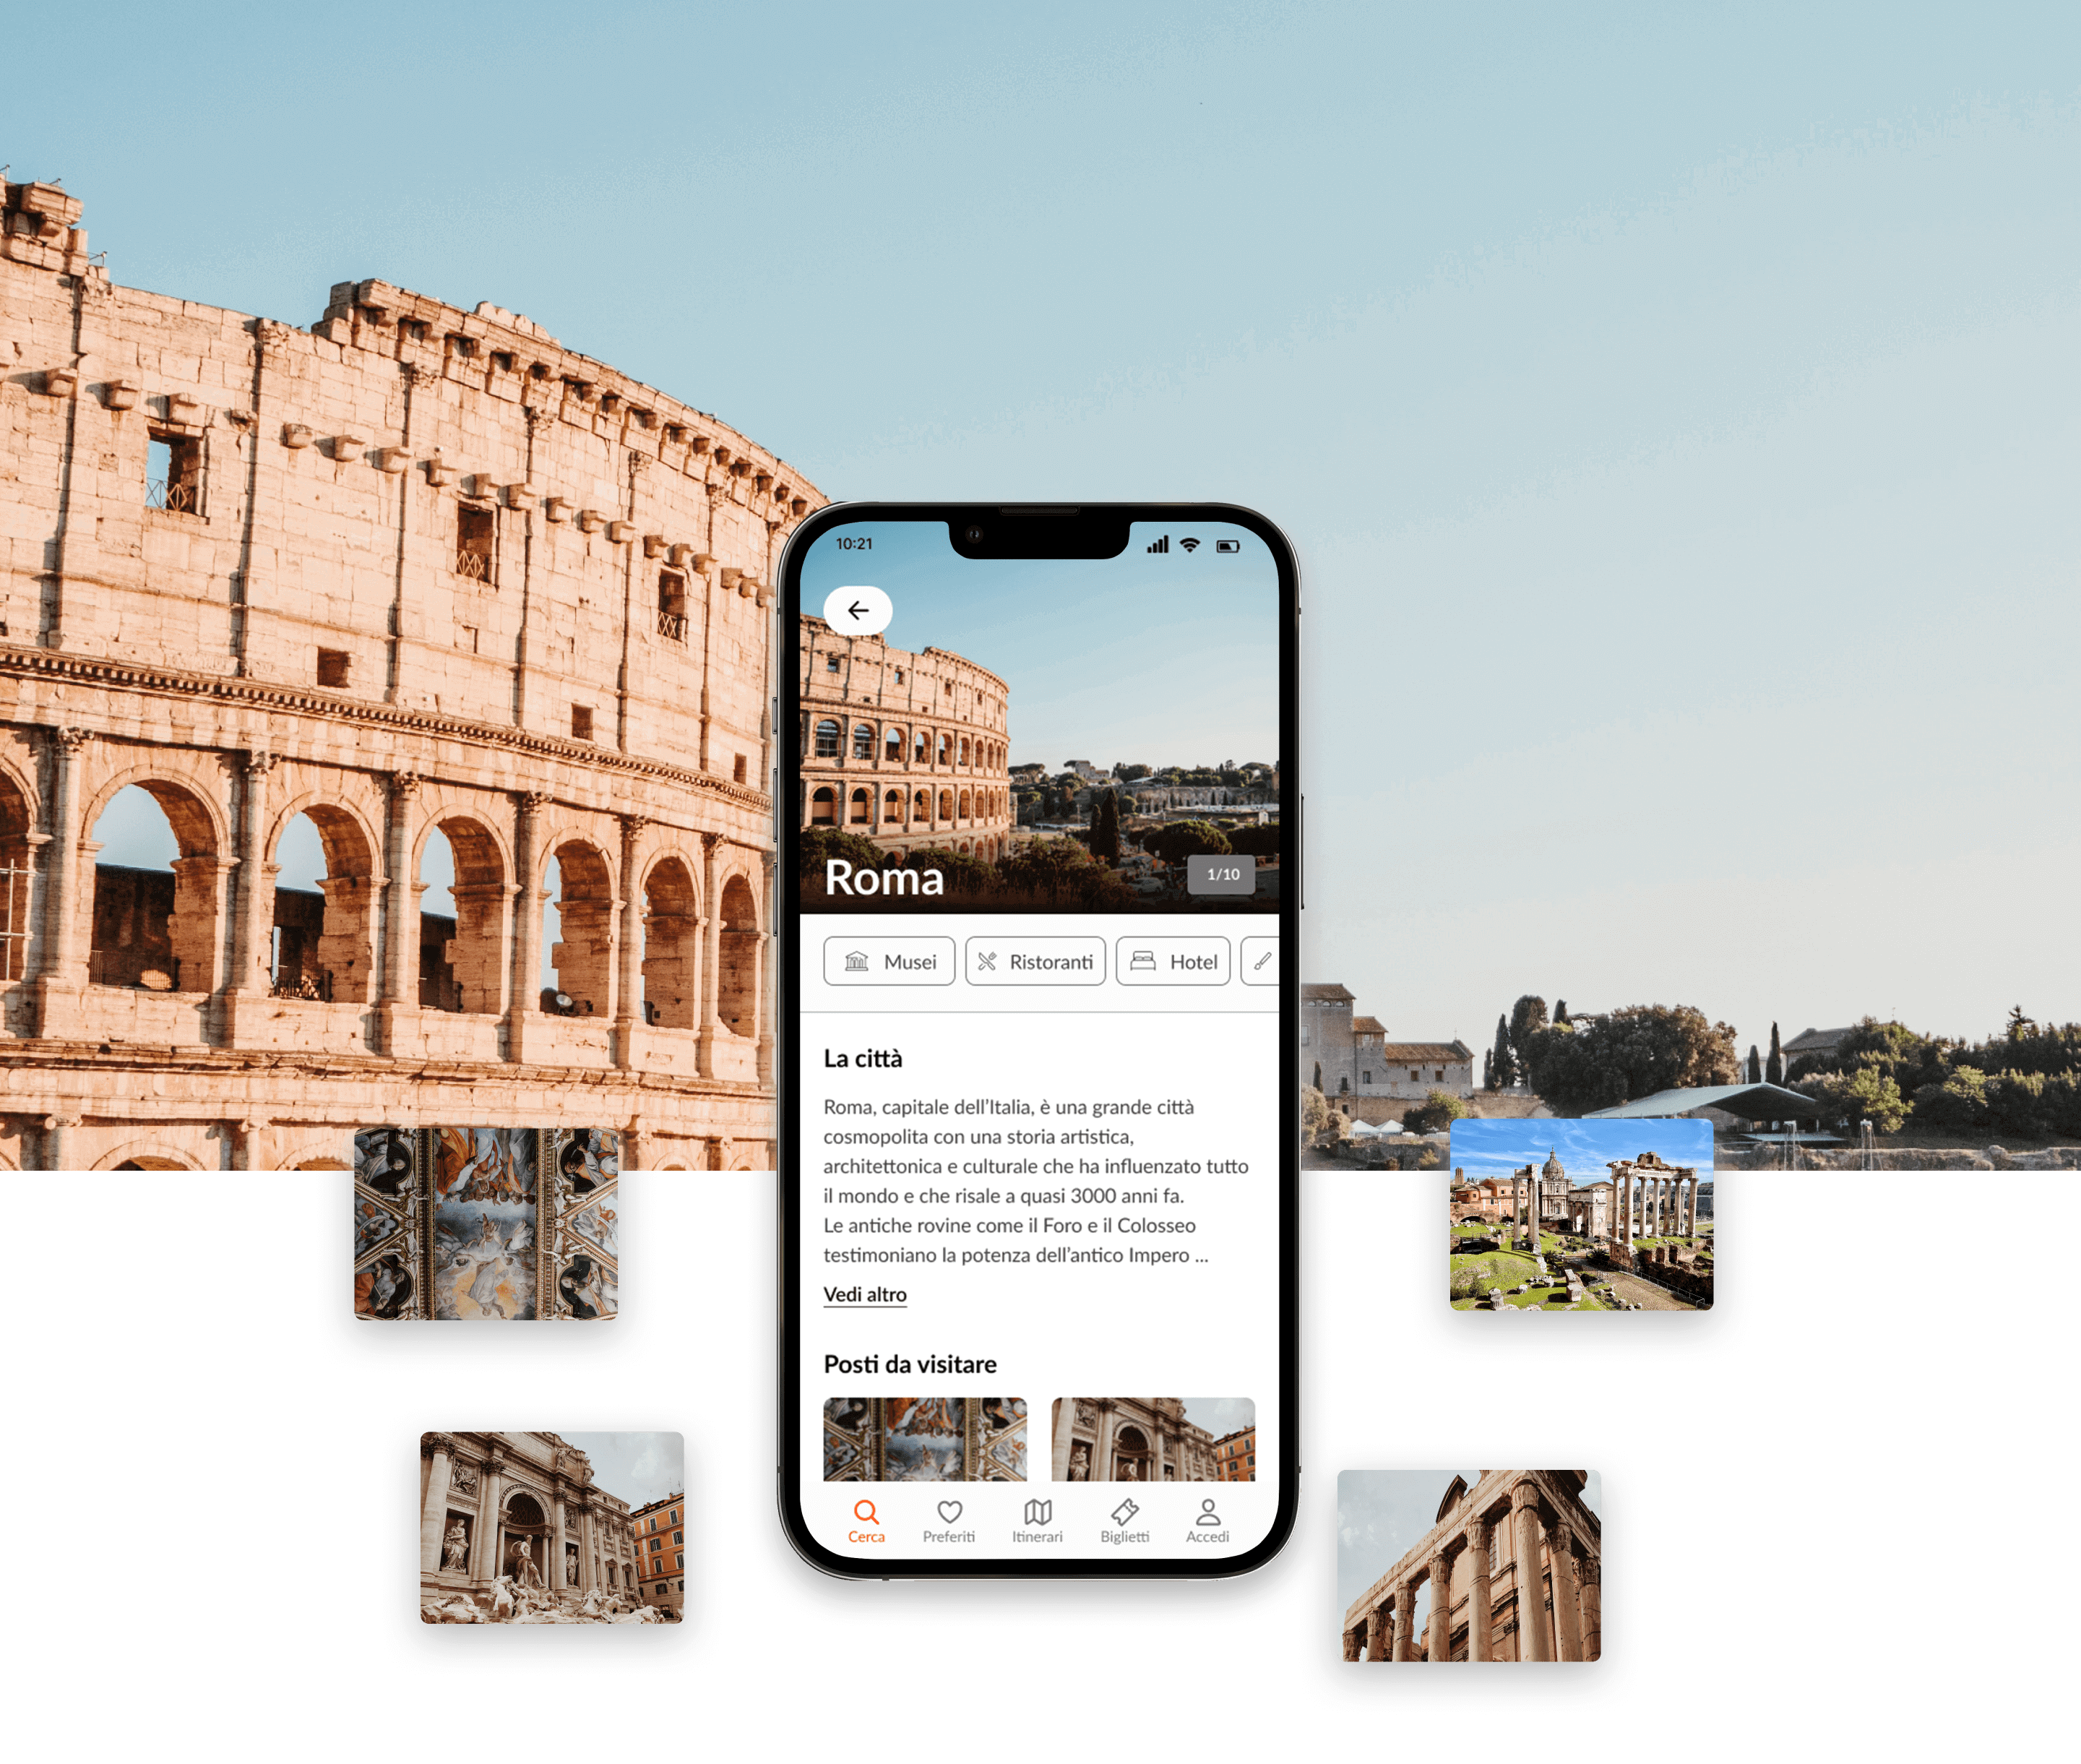 10:21
Roma
1/10
Musei
Ristoranti
Hotel
La città
Roma, capitale dell’Italia, è una grande città
cosmopolita con una storia artistica,
architettonica e culturale che ha influenzato tutto
il mondo e che risale a quasi 3000 anni fa.
Le antiche rovine come il Foro e il Colosseo
testimoniano la potenza dell’antico Impero ...
Vedi altro
Posti da visitare
Cerca
Preferiti
Itinerari
Biglietti
Accedi